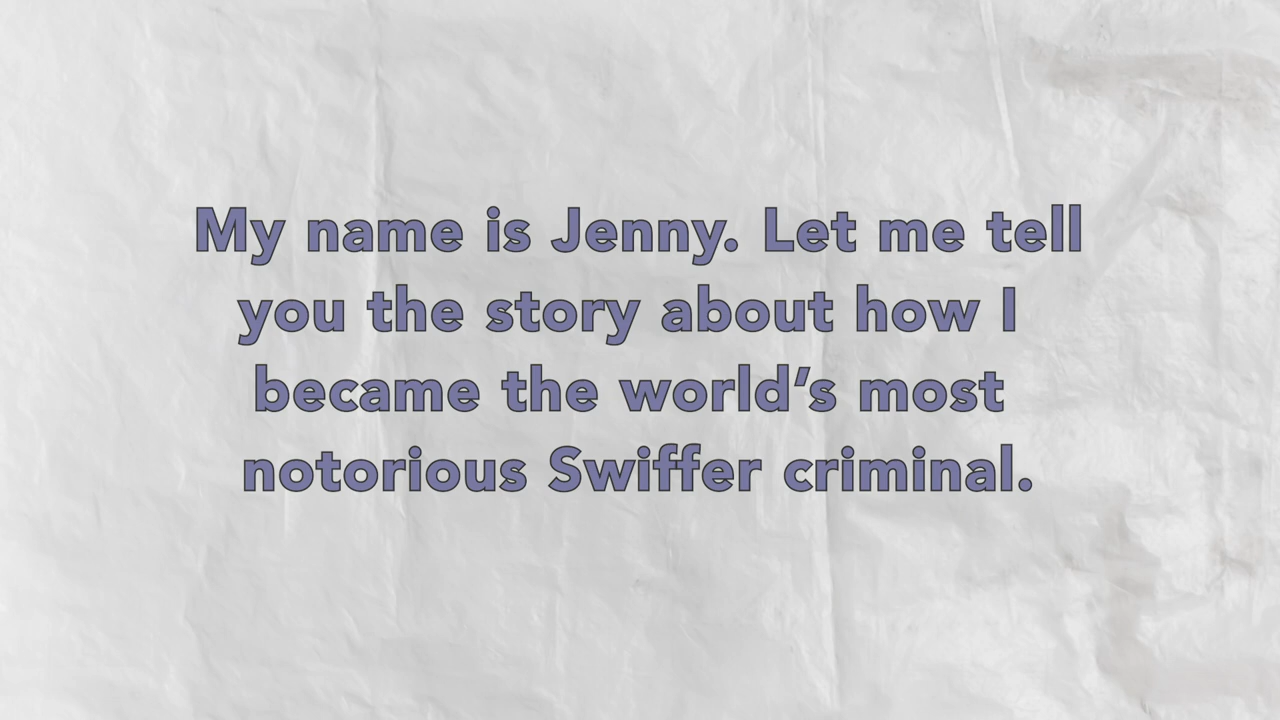 My name is Jenny. Let me tell
you the story about how I
became the world’s most
notorious Swiffer criminal.